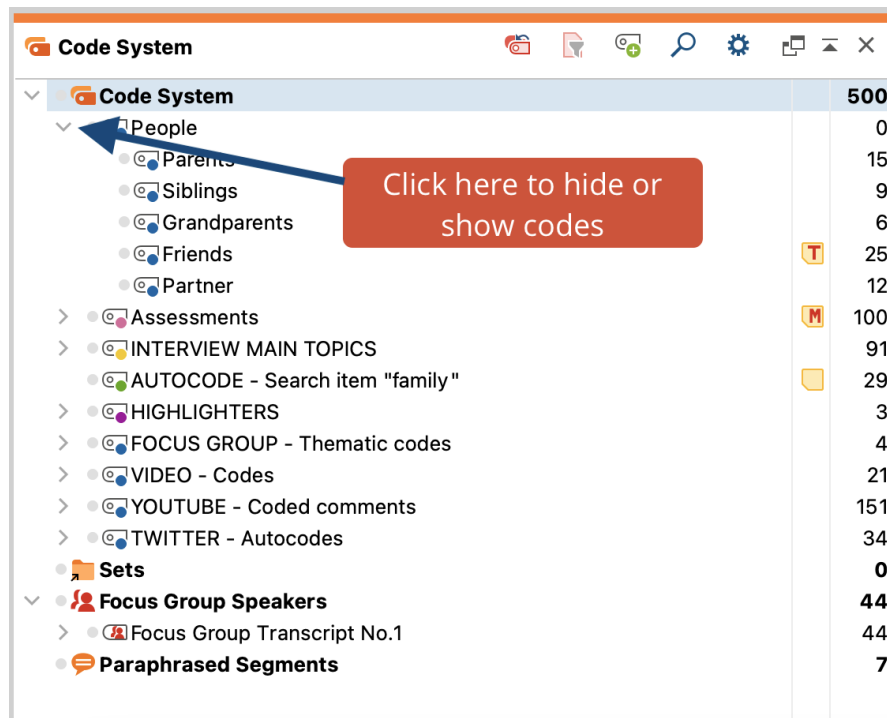 Code System
Code System 500
People 0
Parents 15
Click here to hide or
show codes
Siblings 9
Grandparents 6
Friends T 25
Partner 12
Assessments M 100
INTERVIEW MAIN TOPICS 91
AUTOCODE - Search item "family" 29
HIGHLIGHTERS 3
FOCUS GROUP - Thematic codes 4
VIDEO - Codes 21
YOUTUBE - Coded comments 151
TWITTER - Autocodes 34
Sets 0
Focus Group Speakers 44
Focus Group Transcript No.1 44
Paraphrased Segments 7